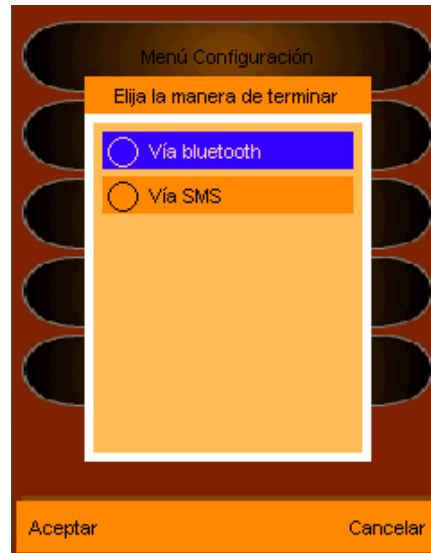 Menú Configuración
Elija la manera de terminar
Vía bluetooth
Vía SMS
Aceptar Cancelar